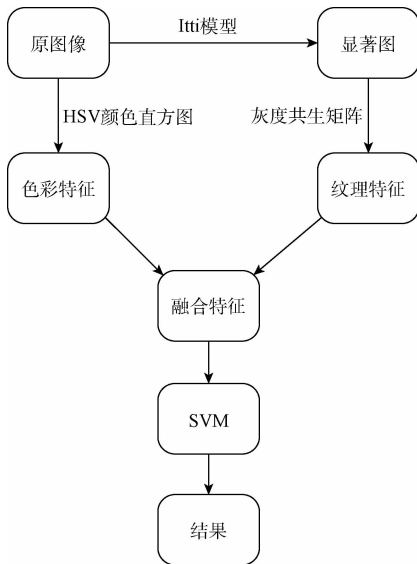 原图像
Itti模型
显著图
HSV颜色直方图
灰度共生矩阵
色彩特征
纹理特征
融合特征
SVM
结果